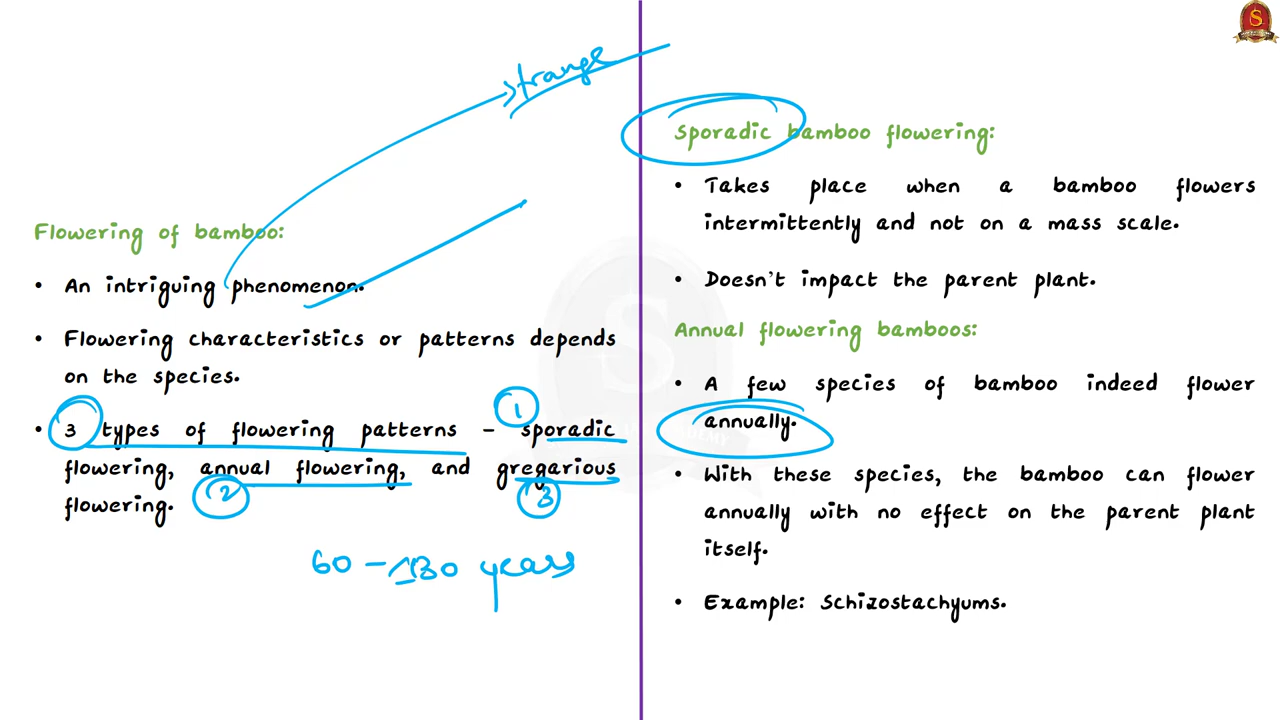 strange
Flowering of bamboo:
• An intriguing phenomenon.
• Flowering characteristics or patterns depends
on the species.
1
• 3 types of flowering patterns – sporadic
flowering, annual flowering, and gregarious
2 3
flowering.
60 – 130 years
Sporadic bamboo flowering:
• Takes place when a bamboo flowers
intermittently and not on a mass scale.
• Doesn't impact the parent plant.
Annual flowering bamboos:
• A few species of bamboo indeed flower
annually.
• With these species, the bamboo can flower
annually with no effect on the parent plant
itself.
• Example: Schizostachyums.
S